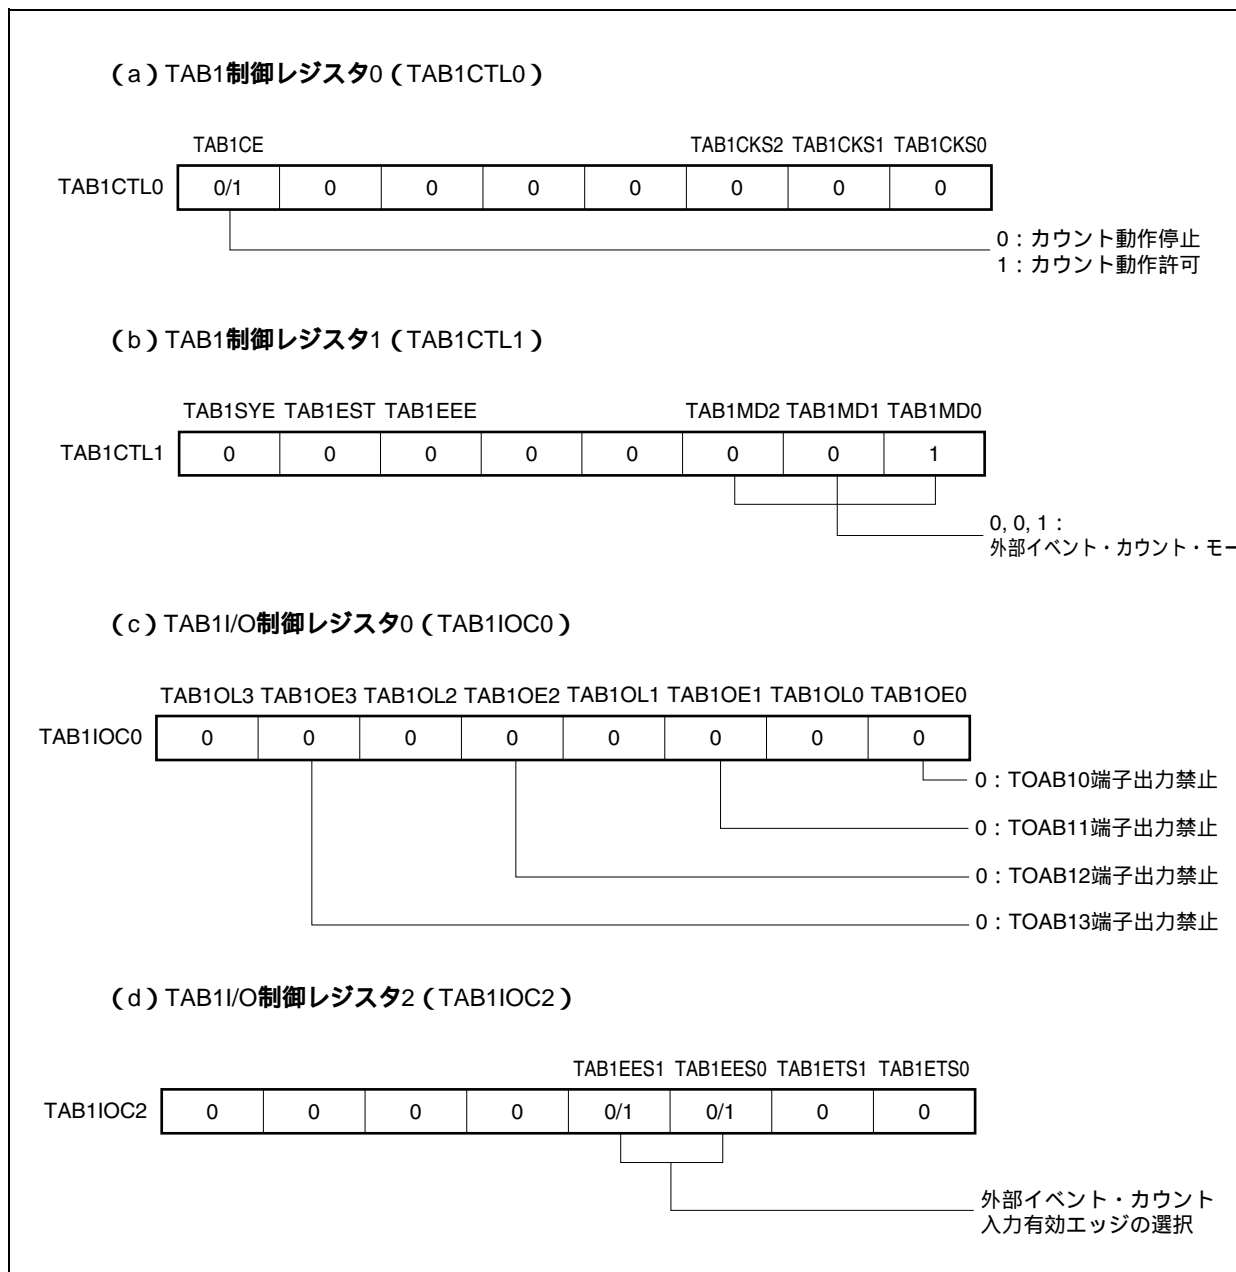 (a)TAB1制御レジスタ0(TAB1CTL0)
TAB1CE TAB1CKS2 TAB1CKS1 TAB1CKS0
TAB1CTL0 0/1 0 0 0 0 0 0 0
0:カウント動作停止
1:カウント動作許可
(b)TAB1制御レジスタ1(TAB1CTL1)
TAB1SYE TAB1EST TAB1EEE TAB1MD2 TAB1MD1 TAB1MD0
TAB1CTL1 0 0 0 0 0 0 0 1
0, 0, 1:
外部イベント・カウント・モー
(c)TAB1I/O制御レジスタ0(TAB1IOC0)
TAB1OL3 TAB1OE3 TAB1OL2 TAB1OE2 TAB1OL1 TAB1OE1 TAB1OL0 TAB1OE0
TAB1IOC0 0 0 0 0 0 0 0 0
0:TOAB10端子出力禁止
0:TOAB11端子出力禁止
0:TOAB12端子出力禁止
0:TOAB13端子出力禁止
(d)TAB1I/O制御レジスタ2(TAB1IOC2)
TAB1EES1 TAB1EES0 TAB1ETS1 TAB1ETS0
TAB1IOC2 0 0 0 0 0/1 0/1 0 0
外部イベント・カウント
入力有効エッジの選択